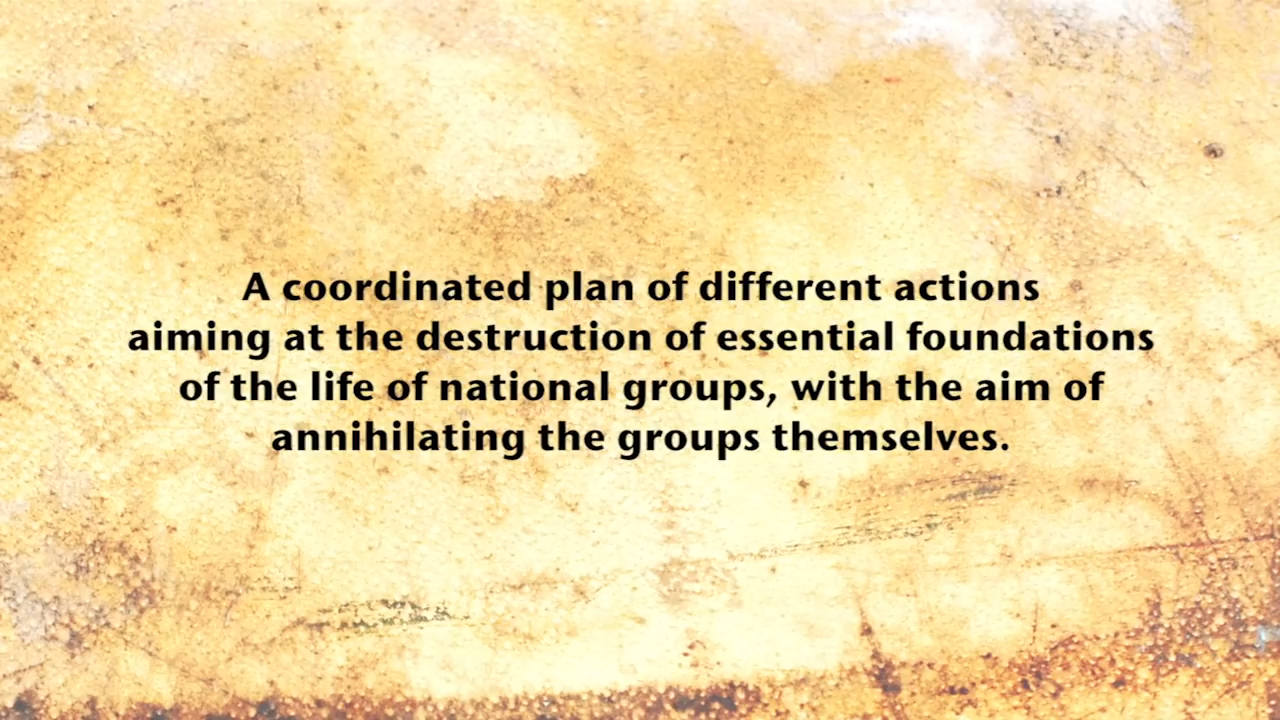 A coordinated plan of different actions
aiming at the destruction of essential foundations
of the life of national groups, with the aim of
annihilating the groups themselves.